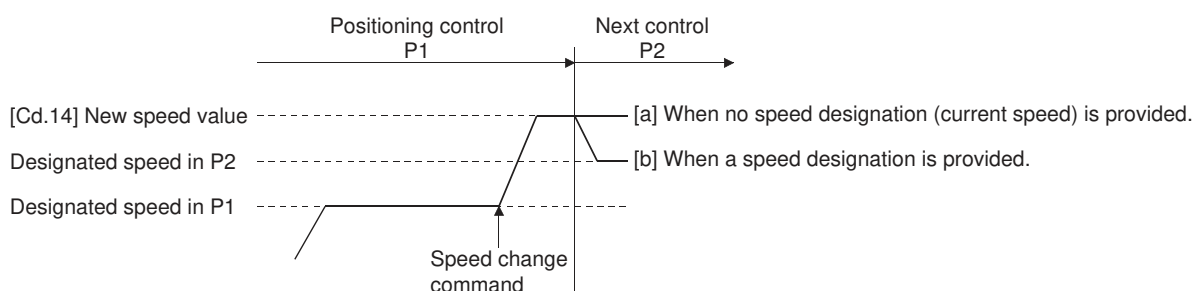 Positioning control
P1
Next control
P2
[Cd.14] New speed value
[a] When no speed designation (current speed) is provided.
Designated speed in P2
[b] When a speed designation is provided.
Designated speed in P1
Speed change
command